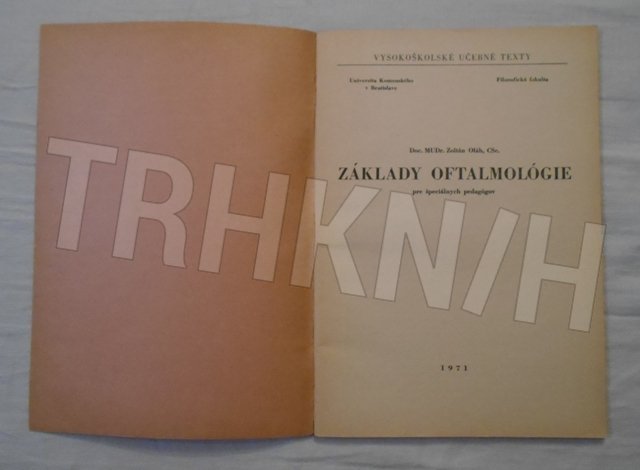 VYSOKOŠKOLSKÉ UČEBNÉ TEXTY
Univerzita Komenského
v Bratislave
Filozofická fakulta
Doc. MUDr. Zoltán Oláh, CSc.
ZÁKLADY OFTALMOLÓGIE
pre špeciálnych pedagógov
1971
TRHKN/H